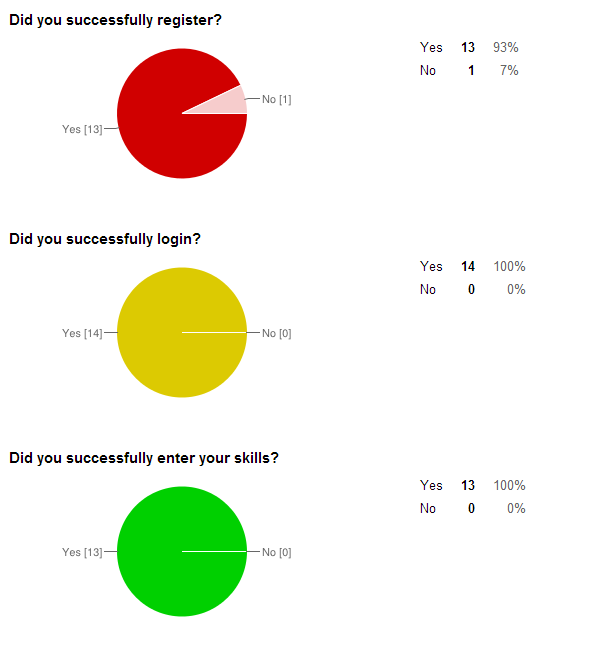 Did you successfully register?
Yes 13 93%
No 1 7%
No [1]
Yes [13]
Did you successfully login?
Yes 14 100%
No 0 0%
Yes [14] No [0]
Did you successfully enter your skills?
Yes 13 100%
No 0 0%
Yes [13] No [0]